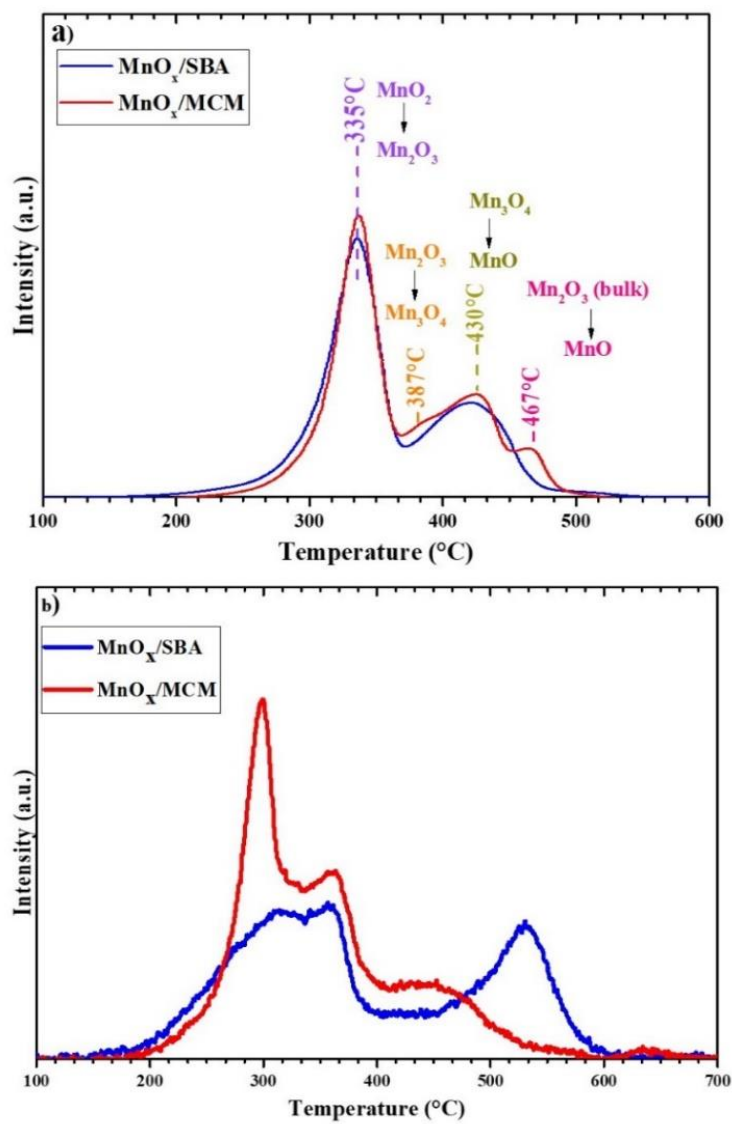 a)
MnOₓ/SBA
MnOₓ/MCM
335°C
MnO₂
Mn₂O₃
Mn₂O₃
Mn₃O₄
387°C
Mn₃O₄
MnO
430°C
Mn₂O₃ (bulk)
MnO
467°C
Intensity (a.u.)
100 200 300 400 500 600
Temperature (°C)
b)
MnOₓ/SBA
MnOₓ/MCM
Intensity (a.u.)
100 200 300 400 500 600 700
Temperature (°C)